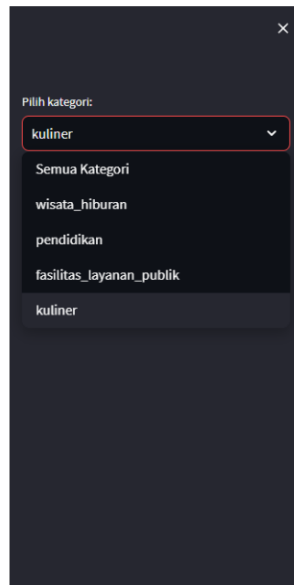 Pilih kategori:
kuliner
Semua Kategori
wisata_hiburan
pendidikan
fasilitas_layanan_publik
kuliner